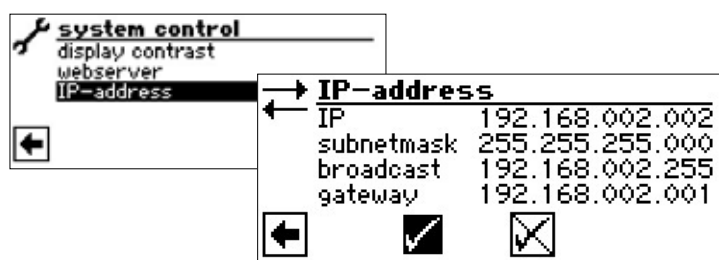 system control
display contrast
webserver
IP-address
IP-address
IP 192.168.002.002
subnetmask 255.255.255.000
broadcast 192.168.002.255
gateway 192.168.002.001